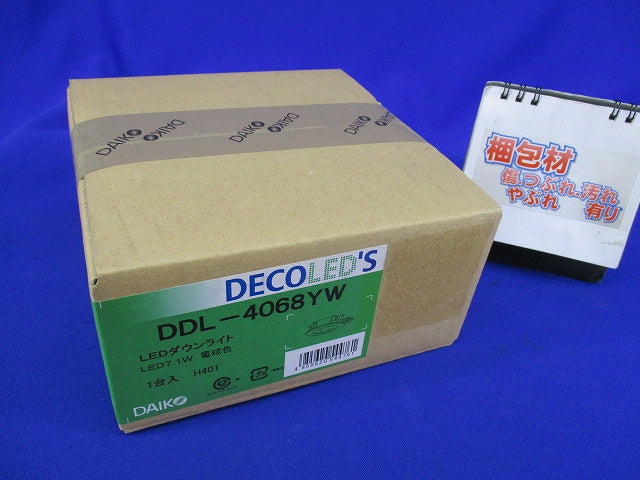 DAIKO DAIKO DAIKO DAIKO
DECOLED'S
DDL-4068YW
LEDダウンライト
LED7.1W 電球色
1台入 H401
DAIKO
梱包材
傷、つぶれ、汚れ
やぶれ 有り